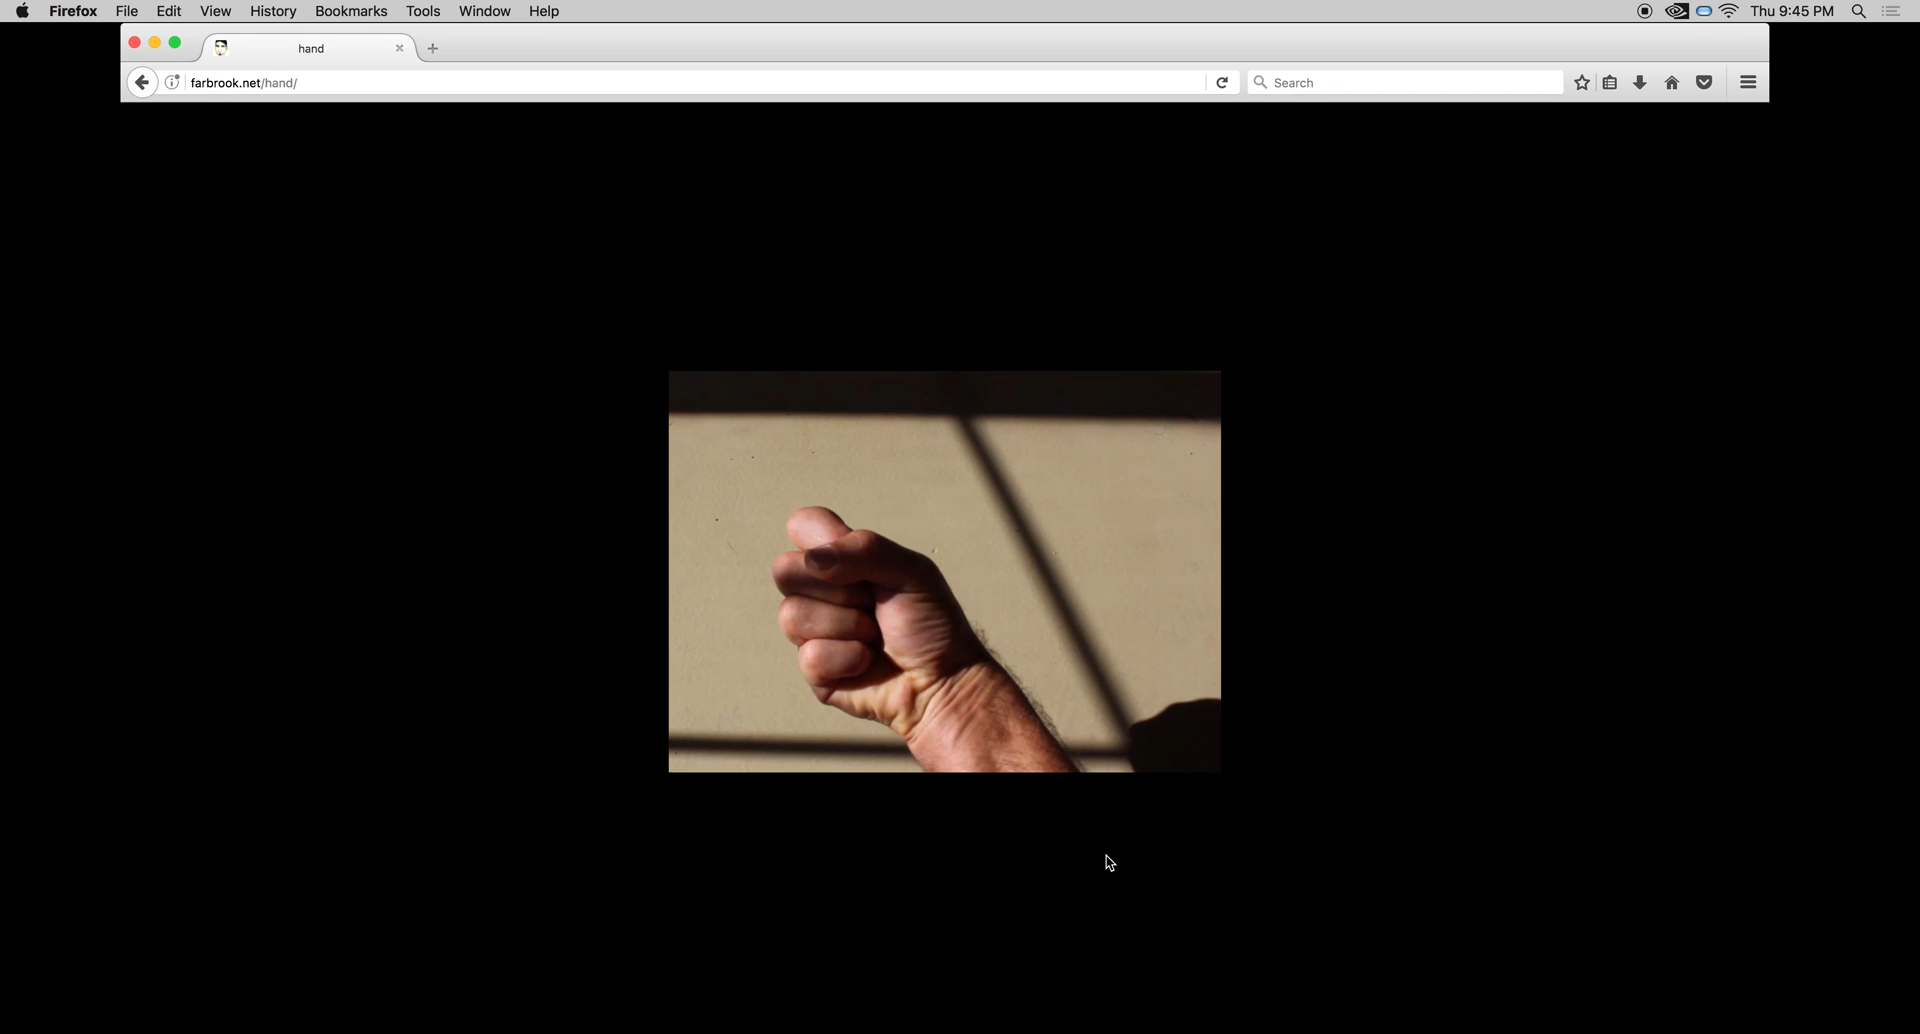 Firefox File Edit View History Bookmarks Tools Window Help Thu 9:45 PM
hand
farbrook.net/hand/ Search